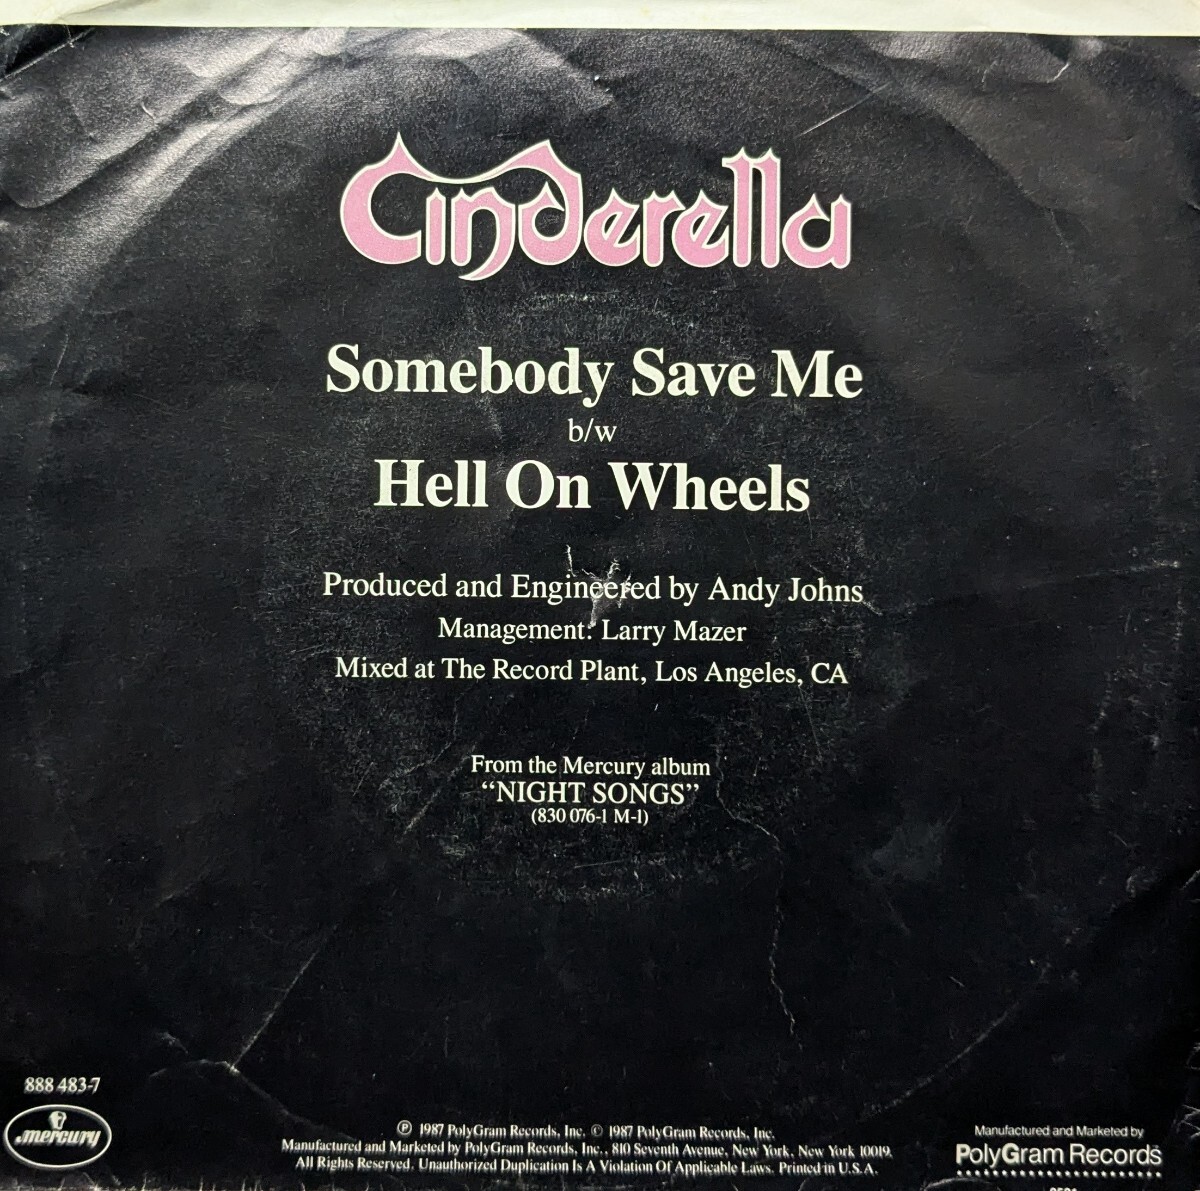 Cinderella
Somebody Save Me
b/w
Hell On Wheels
Produced and Engineered by Andy Johns
Management: Larry Mazer
Mixed at The Record Plant, Los Angeles, CA
From the Mercury album
“NIGHT SONGS”
(830 076-1 M-1)
888 483-7
mercury
℗ 1987 PolyGram Records, Inc. © 1987 PolyGram Records, Inc.
Manufactured and Marketed by PolyGram Records, Inc., 810 Seventh Avenue, New York, New York 10019.
All Rights Reserved. Unauthorized Duplication Is A Violation Of Applicable Laws. Printed in U.S.A.
Manufactured and Marketed by
PolyGram Records